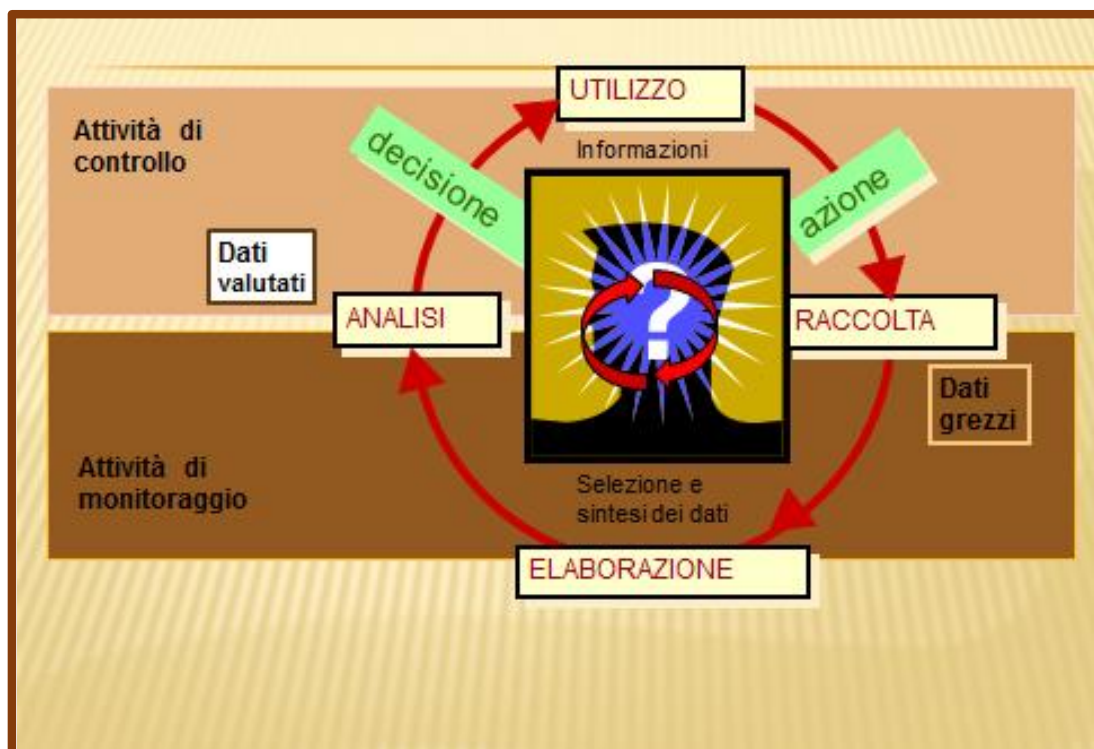 UTILIZZO
Attività di
controllo
decisione
Informazioni
azione
Dati
valutati
ANALISI
?
RACCOLTA
Dati
grezzi
Attività di
monitoraggio
Selezione e
sintesi dei dati
ELABORAZIONE